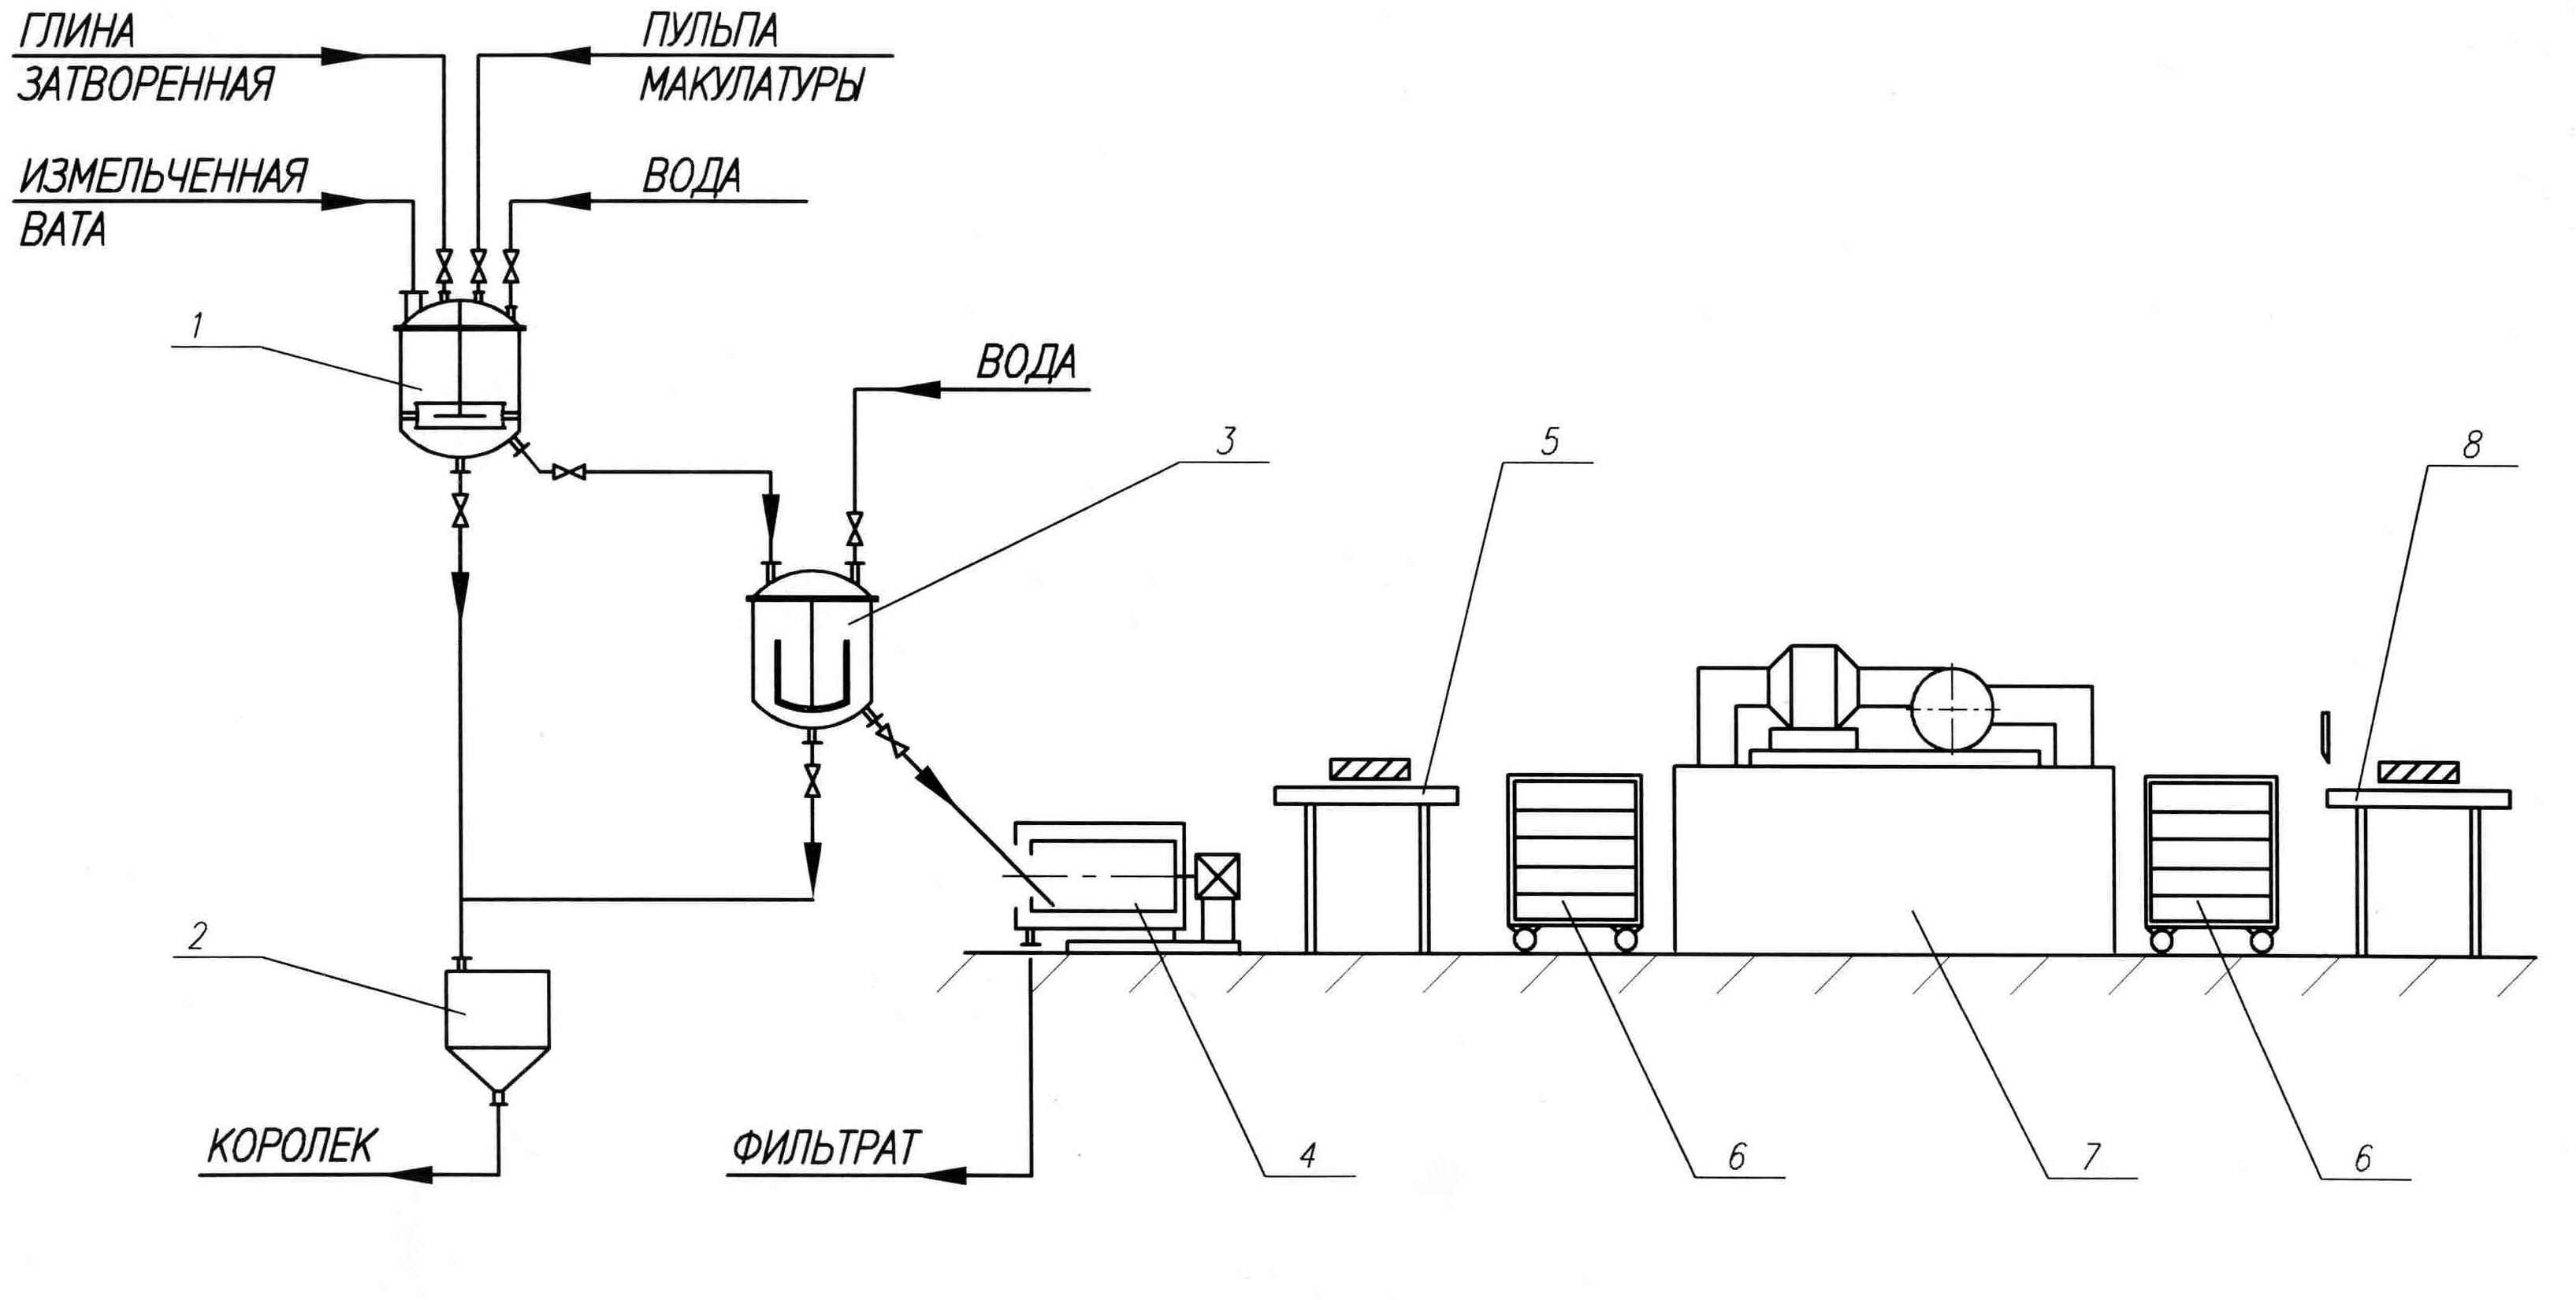 ГЛИНА
ЗАТВОРЕННАЯ
ПУЛЬПА
МАКУЛАТУРЫ
ИЗМЕЛЬЧЕННАЯ
ВАТА
ВОДА
1
ВОДА
3
5
8
2
КОРОЛЕК
ФИЛЬТРАТ
4
6
7
6